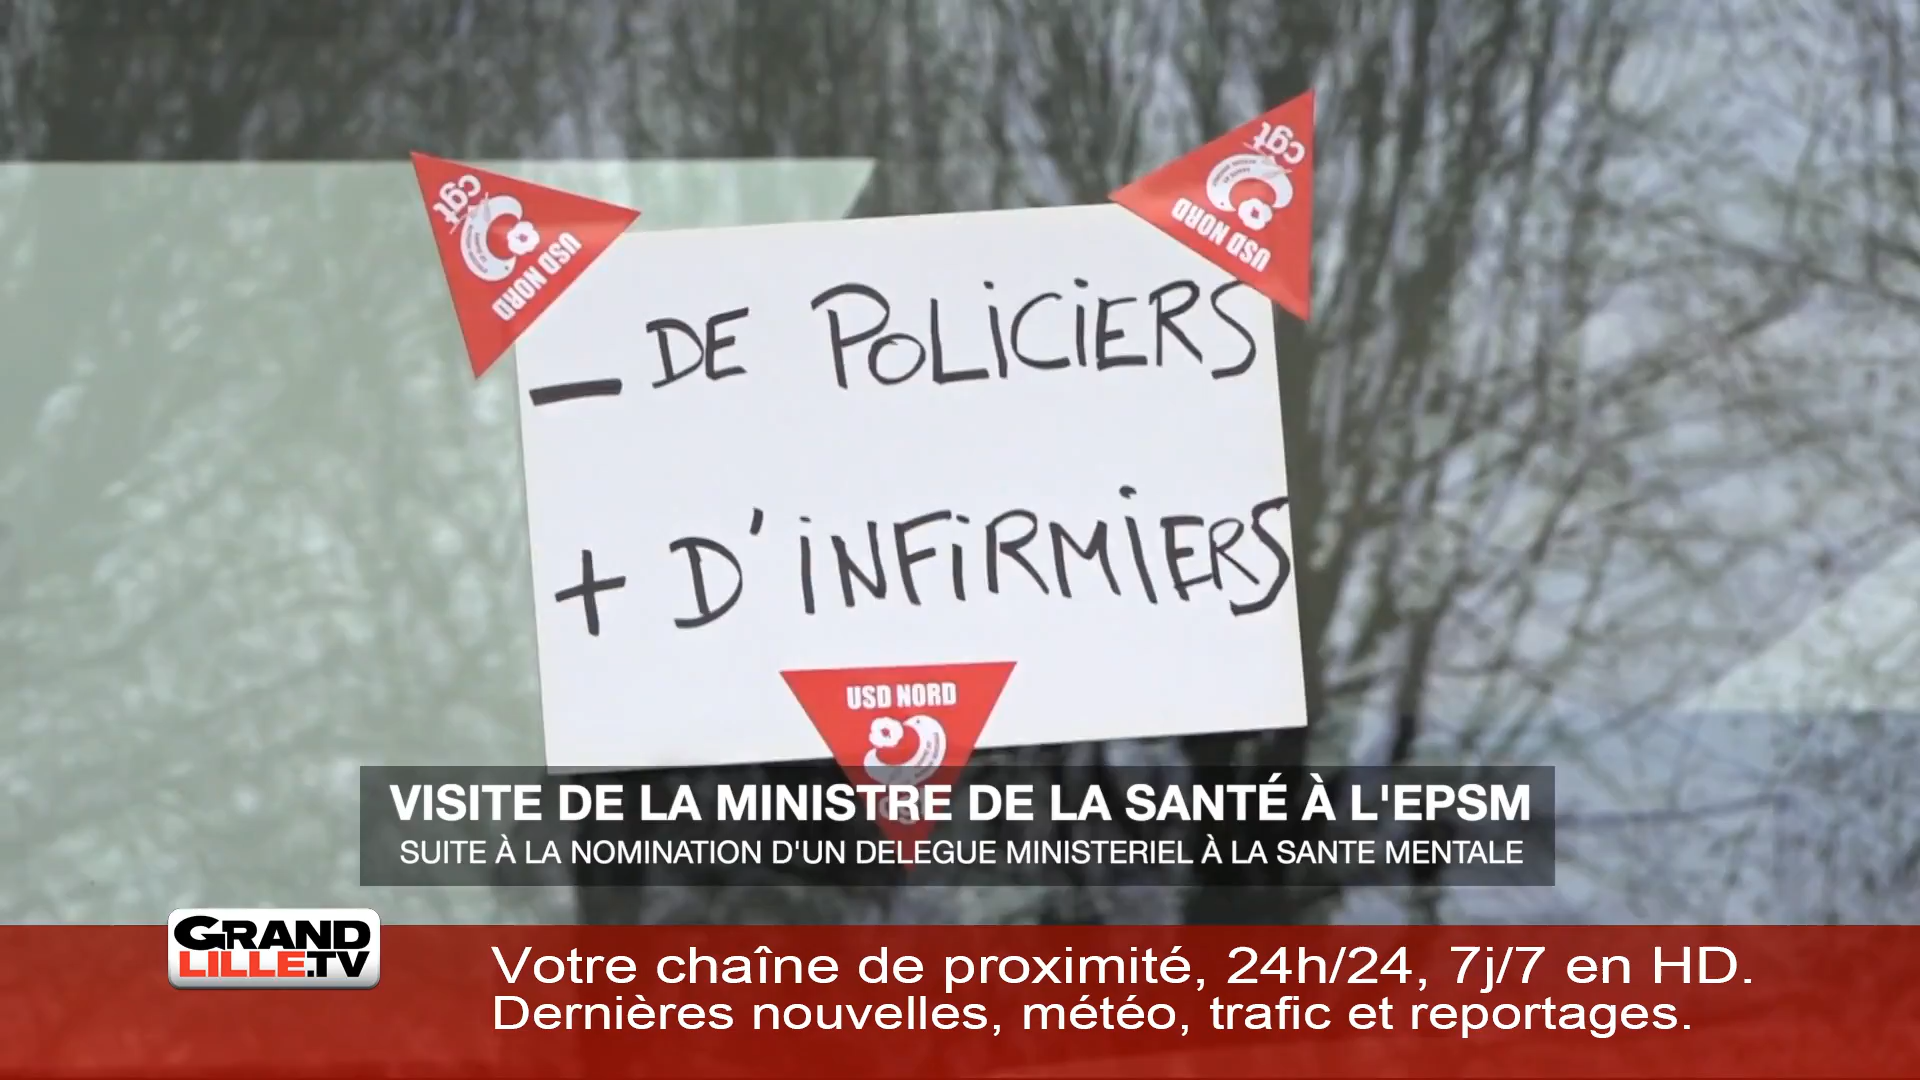 cgt
USD NORD
cgt
USD NORD
– DE POLICIERS
+ D'INFIRMIERS
USD NORD
VISITE DE LA MINISTRE DE LA SANTÉ À L'EPSM
SUITE À LA NOMINATION D'UN DELEGUE MINISTERIEL À LA SANTE MENTALE
GRAND
LILLE.TV
Votre chaîne de proximité, 24h/24, 7j/7 en HD.
Dernières nouvelles, météo, trafic et reportages.